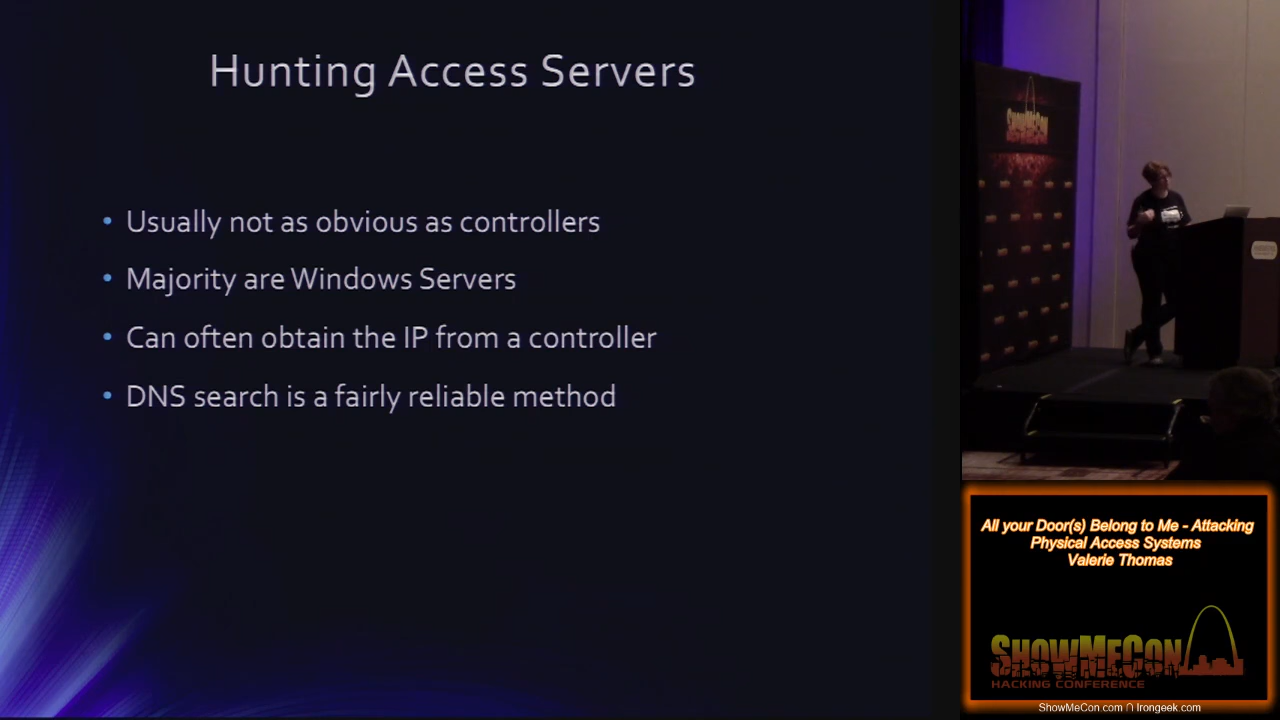 Hunting Access Servers
• Usually not as obvious as controllers
• Majority are Windows Servers
• Can often obtain the IP from a controller
• DNS search is a fairly reliable method
SHOWMECON
All your Door(s) Belong to Me - Attacking
Physical Access Systems
Valerie Thomas
SHOWMECON
HACKING CONFERENCE
ShowMeCon.com ∩ Irongeek.com